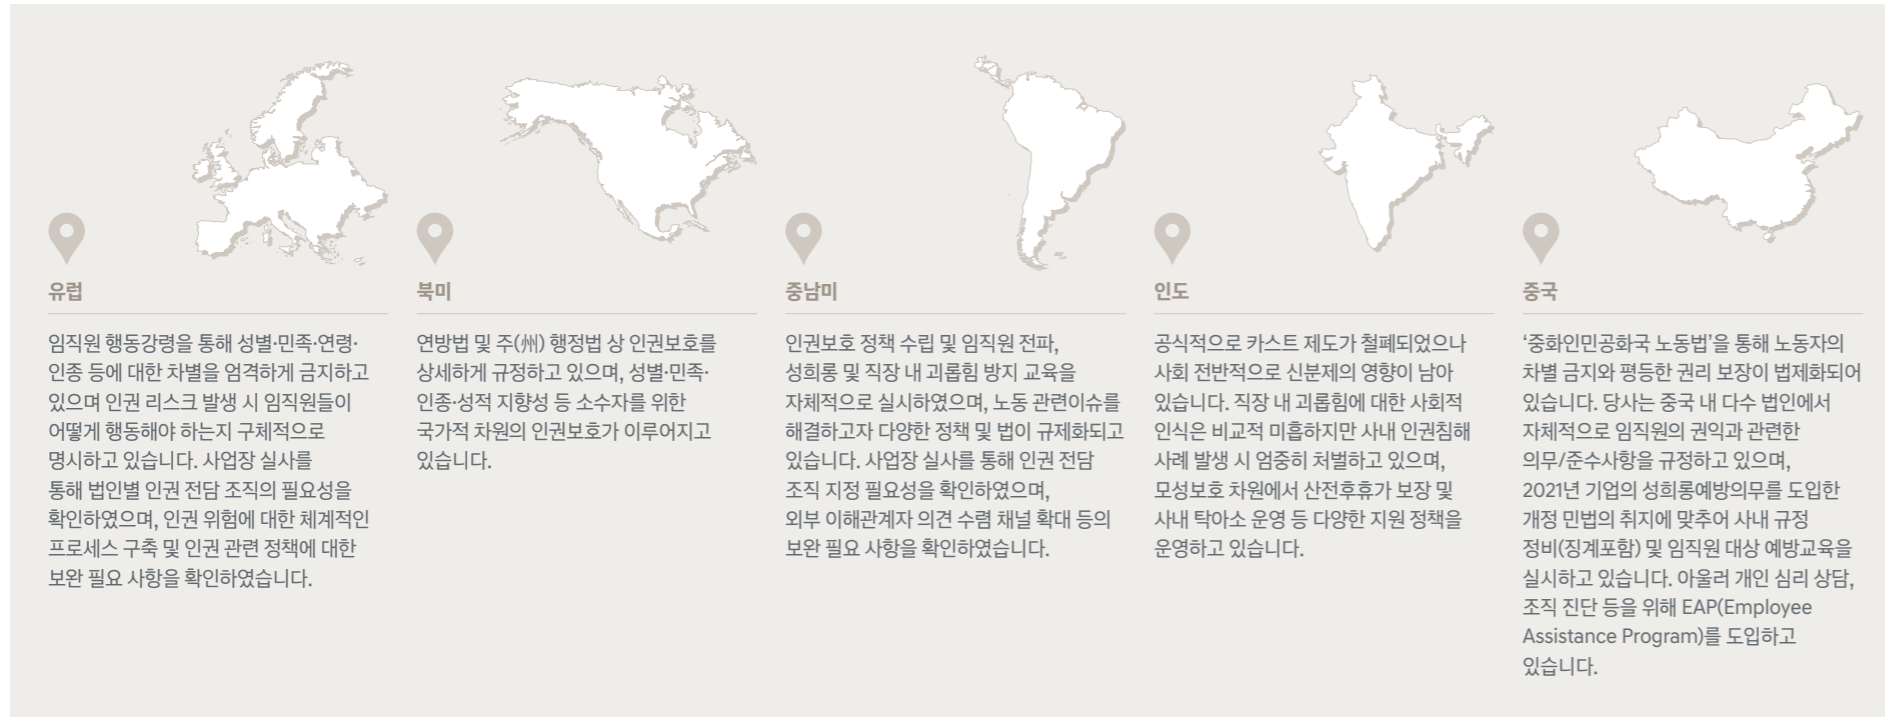 유럽
임직원 행동강령을 통해 성별·민족·연령·
인종 등에 대한 차별을 엄격하게 금지하고
있으며 인권 리스크 발생 시 임직원들이
어떻게 행동해야 하는지 구체적으로
명시하고 있습니다. 사업장 실사를
통해 법인별 인권 전담 조직의 필요성을
확인하였으며, 인권 위험에 대한 체계적인
프로세스 구축 및 인권 관련 정책에 대한
보완 필요 사항을 확인하였습니다.
북미
연방법 및 주(州) 행정법 상 인권보호를
상세하게 규정하고 있으며, 성별·민족·
인종·성적 지향성 등 소수자를 위한
국가적 차원의 인권보호가 이루어지고
있습니다.
중남미
인권보호 정책 수립 및 임직원 전파,
성희롱 및 직장 내 괴롭힘 방지 교육을
자체적으로 실시하였으며, 노동 관련이슈를
해결하고자 다양한 정책 및 법이 규제화되고
있습니다. 사업장 실사를 통해 인권 전담
조직 지정 필요성을 확인하였으며,
외부 이해관계자 의견 수렴 채널 확대 등의
보완 필요 사항을 확인하였습니다.
인도
공식적으로 카스트 제도가 철폐되었으나
사회 전반적으로 신분제의 영향이 남아
있습니다. 직장 내 괴롭힘에 대한 사회적
인식은 비교적 미흡하지만 사내 인권침해
사례 발생 시 엄중히 처벌하고 있으며,
모성보호 차원에서 산전후휴가 보장 및
사내 탁아소 운영 등 다양한 지원 정책을
운영하고 있습니다.
중국
‘중화인민공화국 노동법’을 통해 노동자의
차별 금지와 평등한 권리 보장이 법제화되어
있습니다. 당사는 중국 내 다수 법인에서
자체적으로 임직원의 권익과 관련한
의무/준수사항을 규정하고 있으며,
2021년 기업의 성희롱예방의무를 도입한
개정 민법의 취지에 맞추어 사내 규정
정비(징계포함) 및 임직원 대상 예방교육을
실시하고 있습니다. 아울러 개인 심리 상담,
조직 진단 등을 위해 EAP(Employee
Assistance Program)를 도입하고
있습니다.